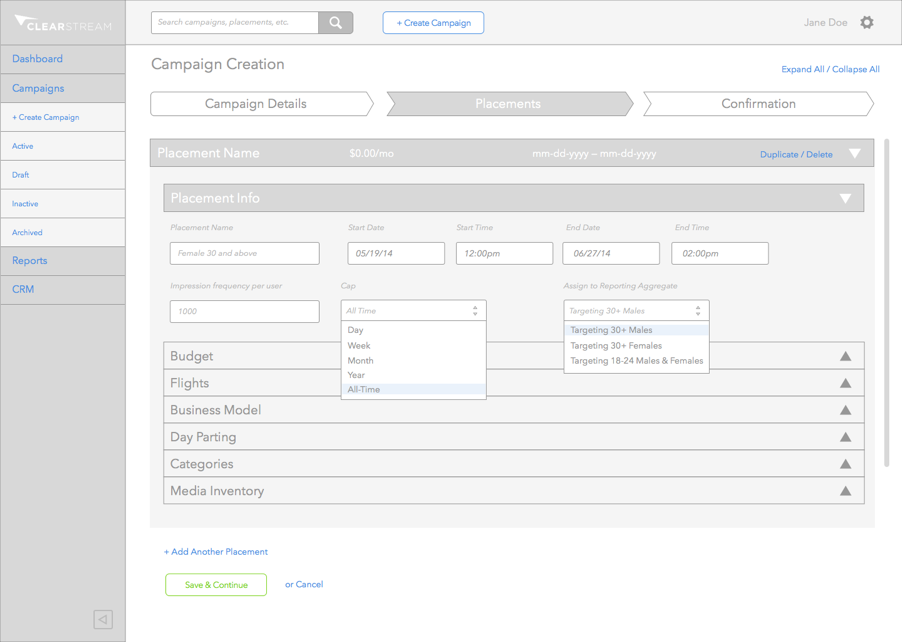 CLEARSTREAM
Search campaigns, placements, etc.
+ Create Campaign
Jane Doe
Dashboard
Campaigns
+ Create Campaign
Active
Draft
Inactive
Archived
Reports
CRM
Campaign Creation
Expand All / Collapse All
Campaign Details
Placements
Confirmation
Placement Name $0.00/mo mm-dd-yyyy – mm-dd-yyyy Duplicate / Delete
Placement Info
Placement Name Start Date Start Time End Date End Time
Female 30 and above 05/19/14 12:00pm 06/27/14 02:00pm
Impression frequency per user Cap Assign to Reporting Aggregate
1000 All Time Targeting 30+ Males
Day
Week
Month
Year
All-Time
Targeting 30+ Males
Targeting 30+ Females
Targeting 18-24 Males & Females
Budget
Flights
Business Model
Day Parting
Categories
Media Inventory
+ Add Another Placement
Save & Continue or Cancel